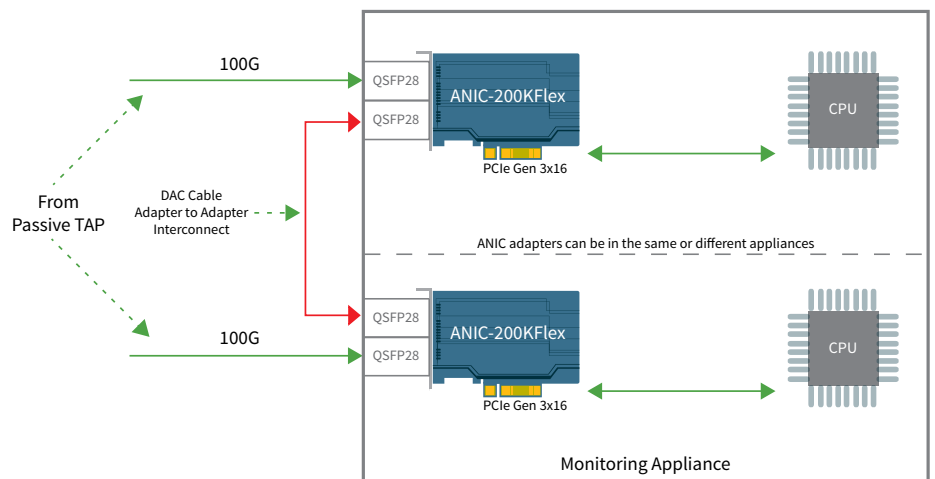 100G
QSFP28
QSFP28
ANIC-200KFlex
PCIe Gen 3x16
CPU
From
Passive TAP
DAC Cable
Adapter to Adapter
Interconnect
ANIC adapters can be in the same or different appliances
100G
QSFP28
QSFP28
ANIC-200KFlex
PCIe Gen 3x16
CPU
Monitoring Appliance